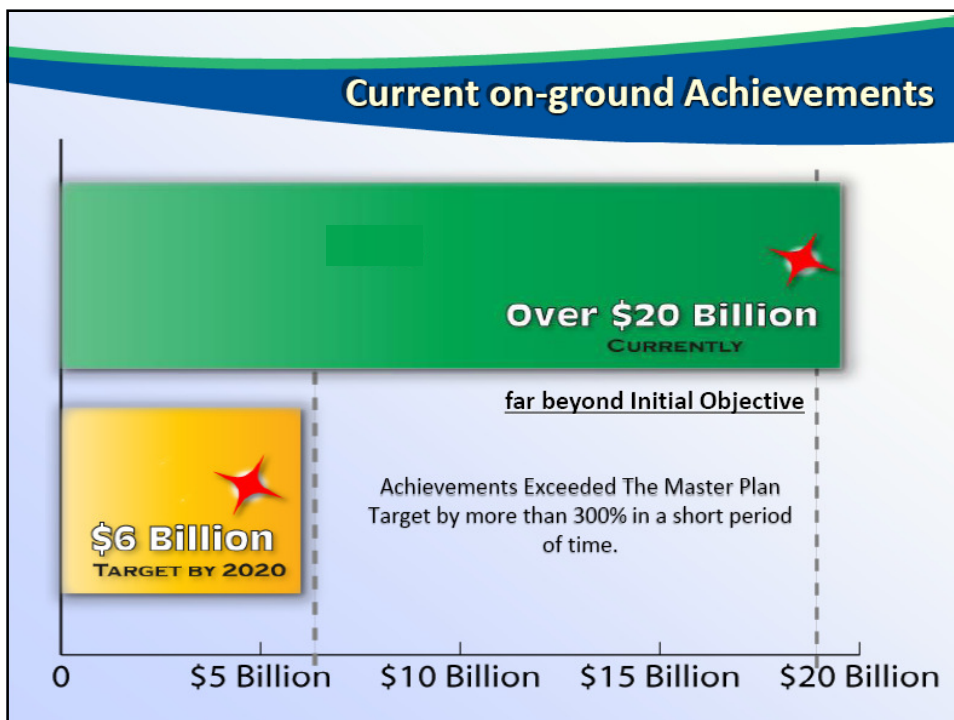 Current on-ground Achievements
Over $20 Billion
Currently
far beyond Initial Objective
Achievements Exceeded The Master Plan
Target by more than 300% in a short period
of time.
$6 Billion
Target by 2020
0
$5 Billion
$10 Billion
$15 Billion
$20 Billion